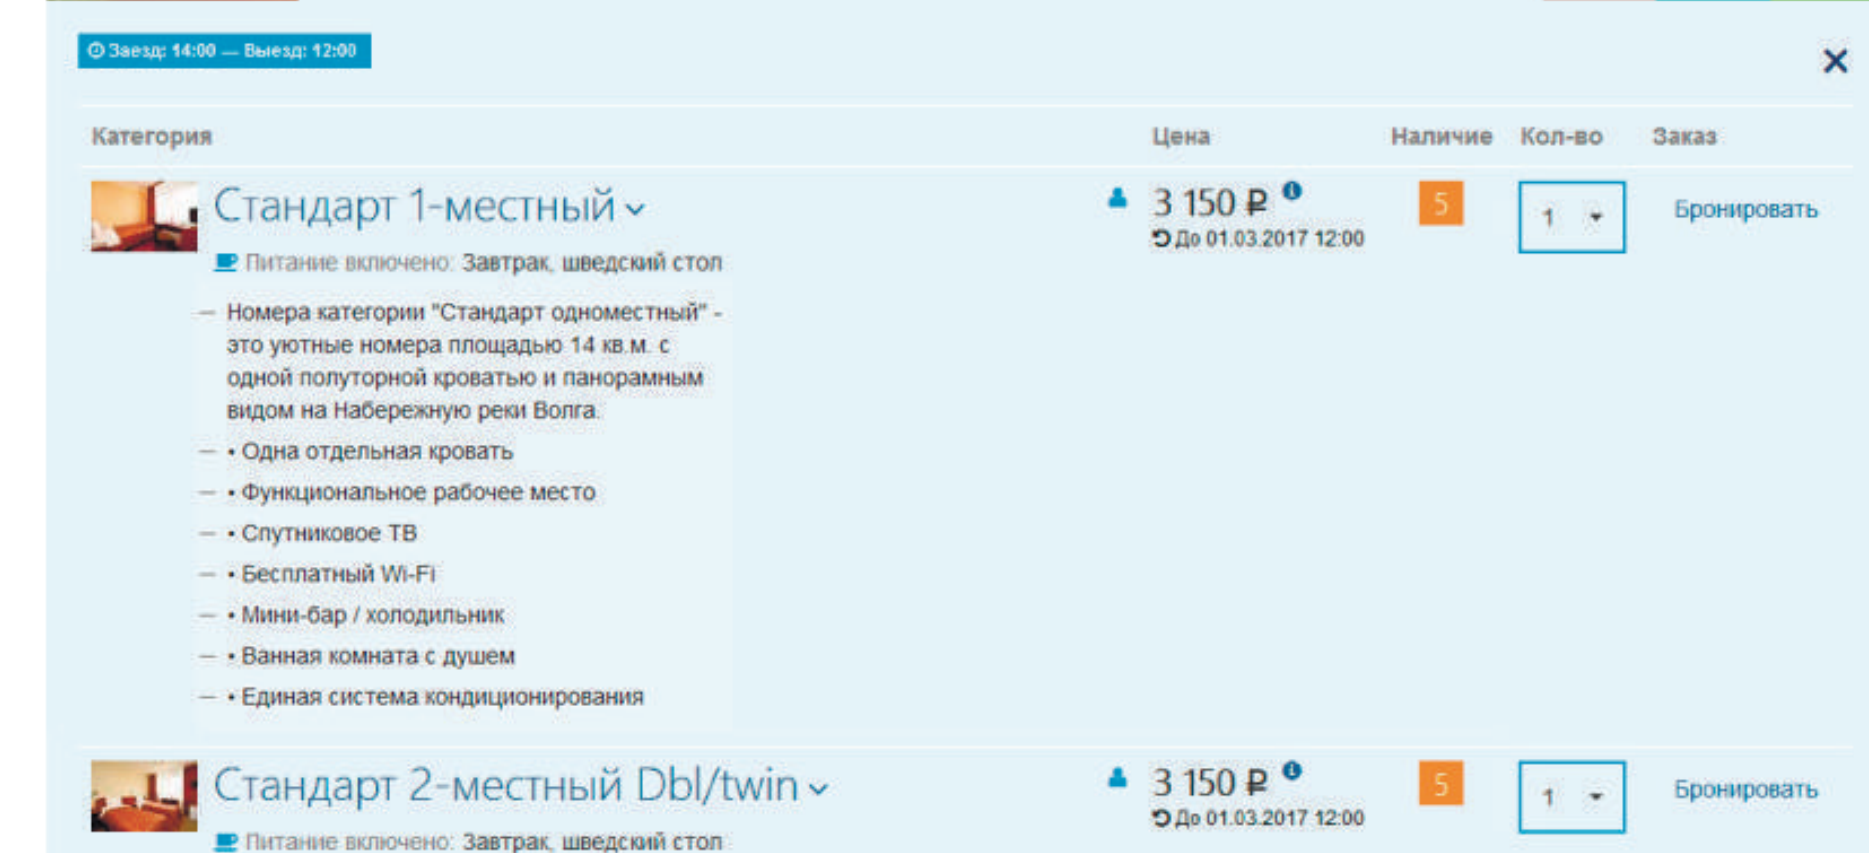 Заезд: 14:00 — Выезд: 12:00
Категория Цена Наличие Кол-во Заказ
Стандарт 1-местный 3 150 ₽ 5 1 Бронировать
До 01.03.2017 12:00
Питание включено: Завтрак, шведский стол
— Номера категории "Стандарт одноместный" -
это уютные номера площадью 14 кв.м. с
одной полуторной кроватью и панорамным
видом на Набережную реки Волга.
— • Одна отдельная кровать
— • Функциональное рабочее место
— • Спутниковое ТВ
— • Бесплатный Wi-Fi
— • Мини-бар / холодильник
— • Ванная комната с душем
— • Единая система кондиционирования
Стандарт 2-местный Dbl/twin 3 150 ₽ 5 1 Бронировать
До 01.03.2017 12:00
Питание включено: Завтрак, шведский стол